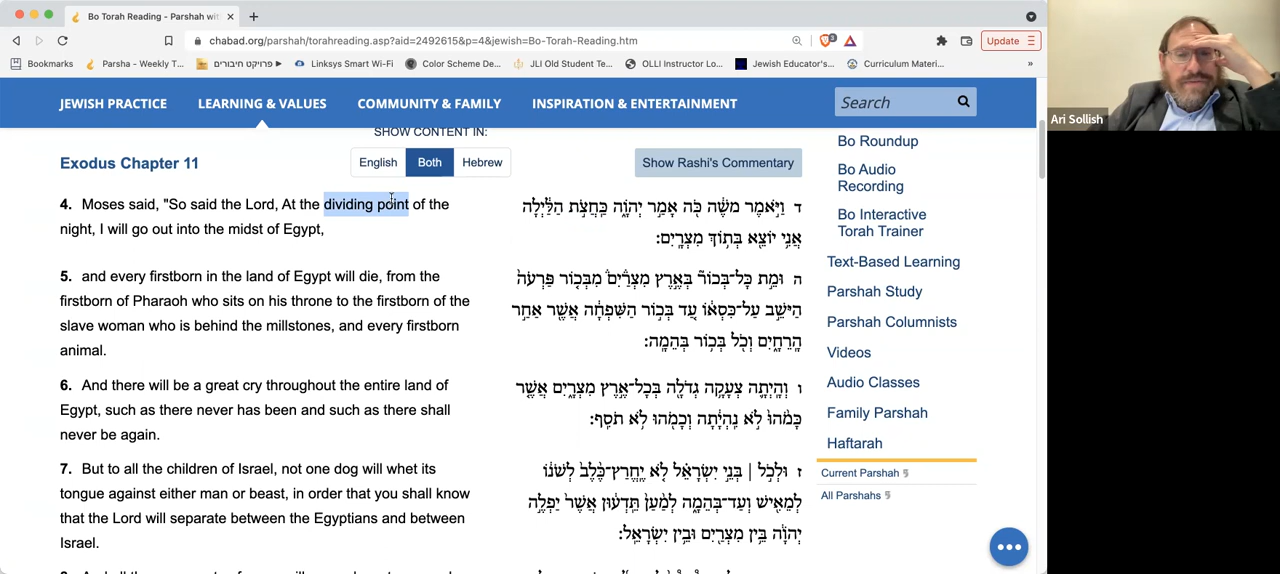 Bo Torah Reading - Parshah wit
chabad.org/parshah/torahreading.asp?aid=2492615&p=4&jewish=Bo-Torah-Reading.htm
3
Update
Bookmarks
Parsha - Weekly T...
פרויקט חיבורים
Linksys Smart Wi-Fi
Color Scheme De...
JLI Old Student Te...
OLLI Instructor Lo...
Jewish Educator's...
Curriculum Materi...
»
JEWISH PRACTICE
LEARNING & VALUES
COMMUNITY & FAMILY
INSPIRATION & ENTERTAINMENT
Search
SHOW CONTENT IN:
Exodus Chapter 11
English
Both
Hebrew
Show Rashi's Commentary
4. Moses said, "So said the Lord, At the dividing point of the
night, I will go out into the midst of Egypt,
ד וַיֹּ֣אמֶר משֶׁ֔ה כֹּ֖ה אָמַ֣ר יְהֹוָ֑ה כַּֽחֲצֹ֣ת הַלַּ֔יְלָה
אֲנִ֥י יוֹצֵ֖א בְּת֥וֹךְ מִצְרָֽיִם:
5. and every firstborn in the land of Egypt will die, from the
firstborn of Pharaoh who sits on his throne to the firstborn of the
slave woman who is behind the millstones, and every firstborn
animal.
ה וּמֵ֣ת כָּל־בְּכוֹר֘ בְּאֶ֣רֶץ מִצְרַ֒יִם֒ מִבְּכ֤וֹר פַּרְעֹה֙
הַיּשֵׁ֣ב עַל־כִּסְא֔וֹ עַ֚ד בְּכ֣וֹר הַשִּׁפְחָ֔ה אֲשֶׁ֖ר אַחַ֣ר
הָֽרֵחָ֑יִם וְכֹ֖ל בְּכ֥וֹר בְּהֵמָֽה:
6. And there will be a great cry throughout the entire land of
Egypt, such as there never has been and such as there shall
never be again.
ו וְהָ֥יְתָ֛ה צְעָקָ֥ה גְדֹלָ֖ה בְּכָל־אֶ֣רֶץ מִצְרָ֑יִם אֲשֶׁ֤ר
כָּמֹ֨הוּ֙ לֹ֣א נִֽהְיָ֔תָה וְכָמֹ֖הוּ לֹ֥א תֹסִֽף:
7. But to all the children of Israel, not one dog will whet its
tongue against either man or beast, in order that you shall know
that the Lord will separate between the Egyptians and between
Israel.
ז וּלְכֹ֣ל | בְּנֵ֣י יִשְׂרָאֵ֗ל לֹ֤א יֶֽחֱרַץ־כֶּ֨לֶב֙ לְשֹׁנ֔וֹ
לְמֵאִ֖ישׁ וְעַד־בְּהֵמָ֑ה לְמַ֨עַן֙ תֵּֽדְע֔וּן אֲשֶׁר֙ יַפְלֶ֣ה
יְהֹוָ֔ה בֵּ֥ין מִצְרַ֖יִם וּבֵ֥ין יִשְׂרָאֵֽל:
Bo Roundup
Bo Audio
Recording
Bo Interactive
Torah Trainer
Text-Based Learning
Parshah Study
Parshah Columnists
Videos
Audio Classes
Family Parshah
Haftarah
Current Parshah
All Parshahs
Ari Sollish